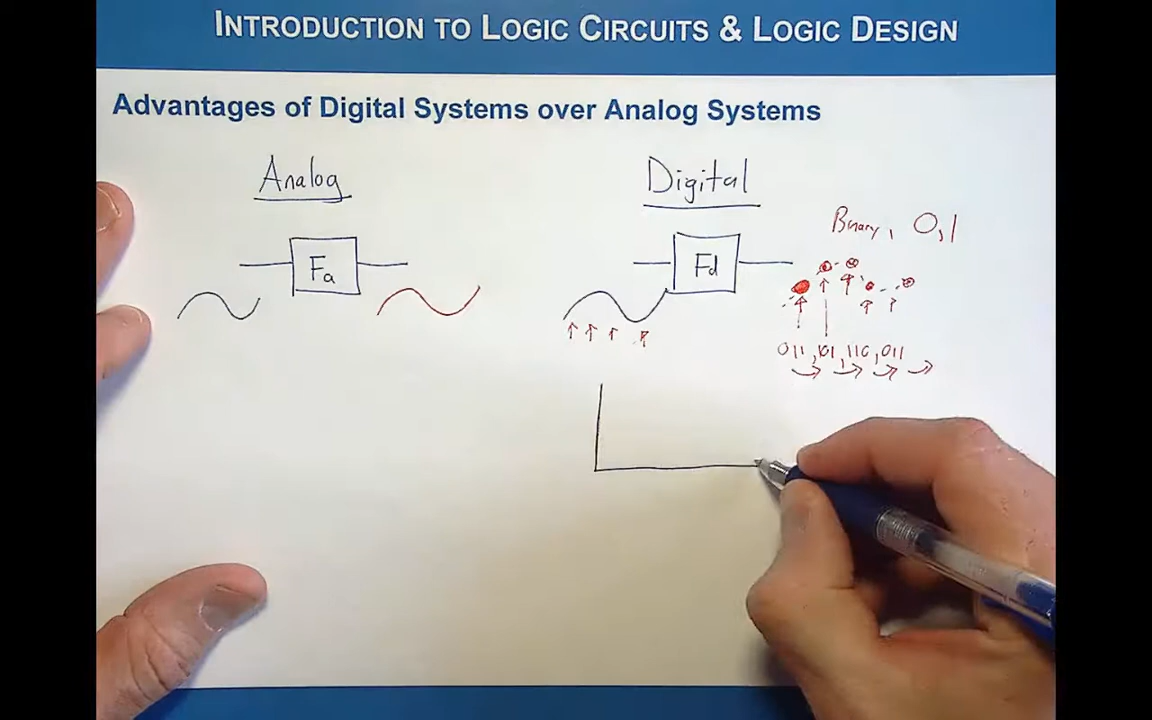 INTRODUCTION TO LOGIC CIRCUITS & LOGIC DESIGN
Advantages of Digital Systems over Analog Systems
Analog
Digital
Binary, 0,1
Fa
Fd
011,101,110,011